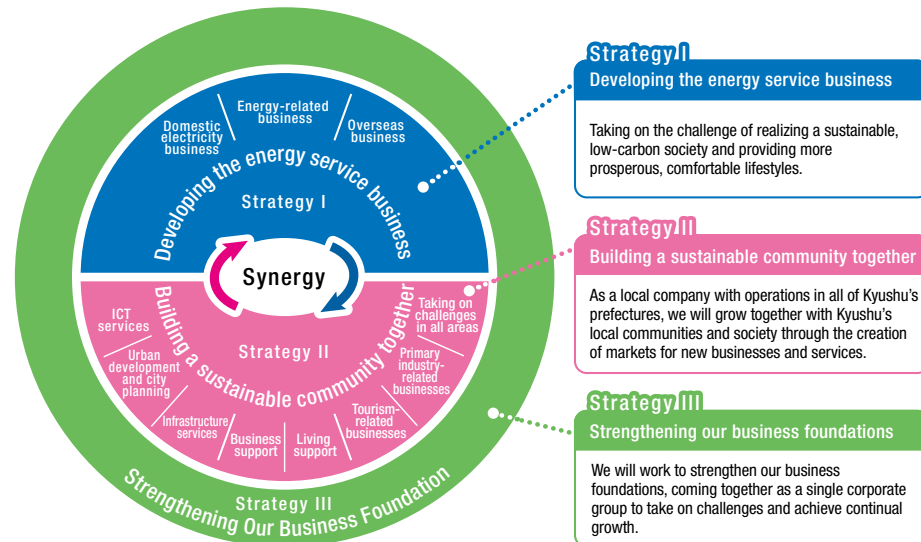 Energy-related
business
Domestic
electricity
business
Overseas
business
Developing the energy service business
Strategy I
Synergy
Building a sustainable community together
Strategy II
ICT
services
Urban
development
and city
planning
Infrastructure
services
Business
support
Living
support
Tourism-
related
businesses
Primary
industry-
related
businesses
Taking on
challenges
in all areas
Strategy III
Strengthening Our Business Foundation
Strategy I
Developing the energy service business
Taking on the challenge of realizing a sustainable,
low-carbon society and providing more
prosperous, comfortable lifestyles.
Strategy II
Building a sustainable community together
As a local company with operations in all of Kyushu's
prefectures, we will grow together with Kyushu's
local communities and society through the creation
of markets for new businesses and services.
Strategy III
Strengthening our business foundations
We will work to strengthen our business
foundations, coming together as a single corporate
group to take on challenges and achieve continual
growth.